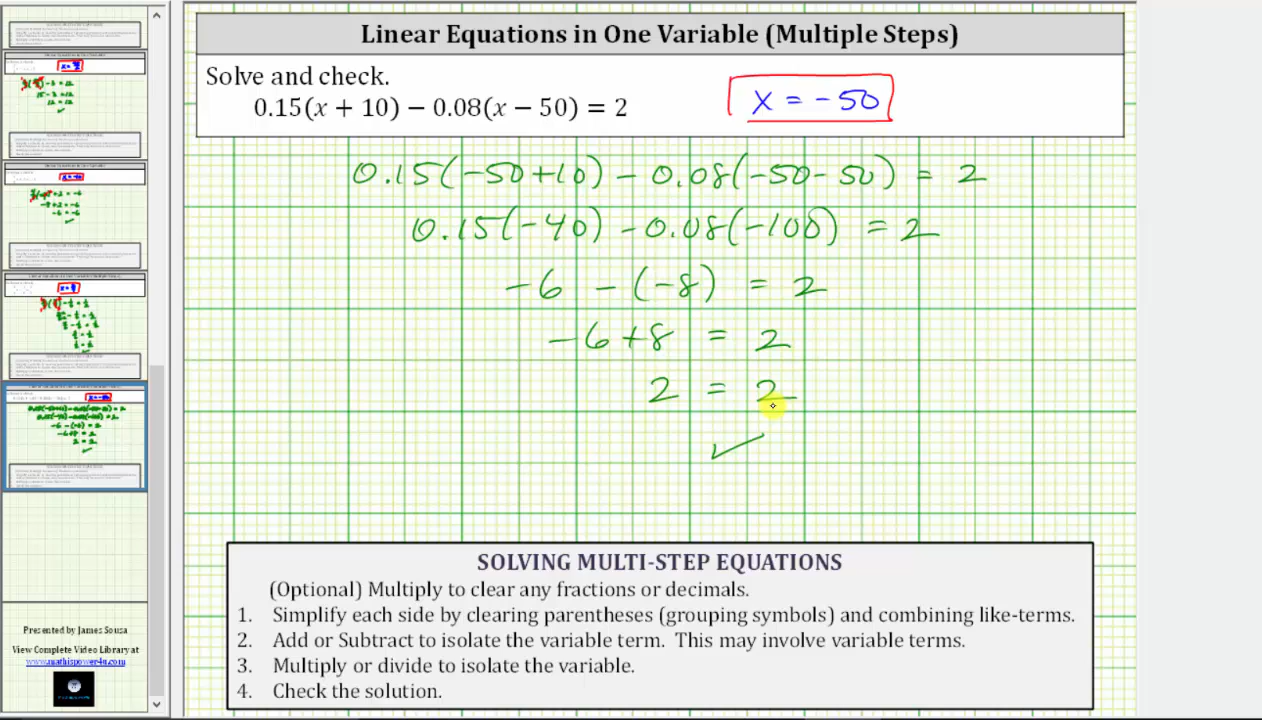 Linear Equations in One Variable (Multiple Steps)
Solve and check.
0.15(x + 10) − 0.08(x − 50) = 2
x = -50
0.15(-50+10) - 0.08(-50-50) = 2
0.15(-40) - 0.08(-100) = 2
-6 - (-8) = 2
-6+8 = 2
2 = 2
✓
SOLVING MULTI-STEP EQUATIONS
(Optional) Multiply to clear any fractions or decimals.
1. Simplify each side by clearing parentheses (grouping symbols) and combining like-terms.
2. Add or Subtract to isolate the variable term. This may involve variable terms.
3. Multiply or divide to isolate the variable.
4. Check the solution.
Presented by James Sousa
View Complete Video Library at
www.mathispower4u.com